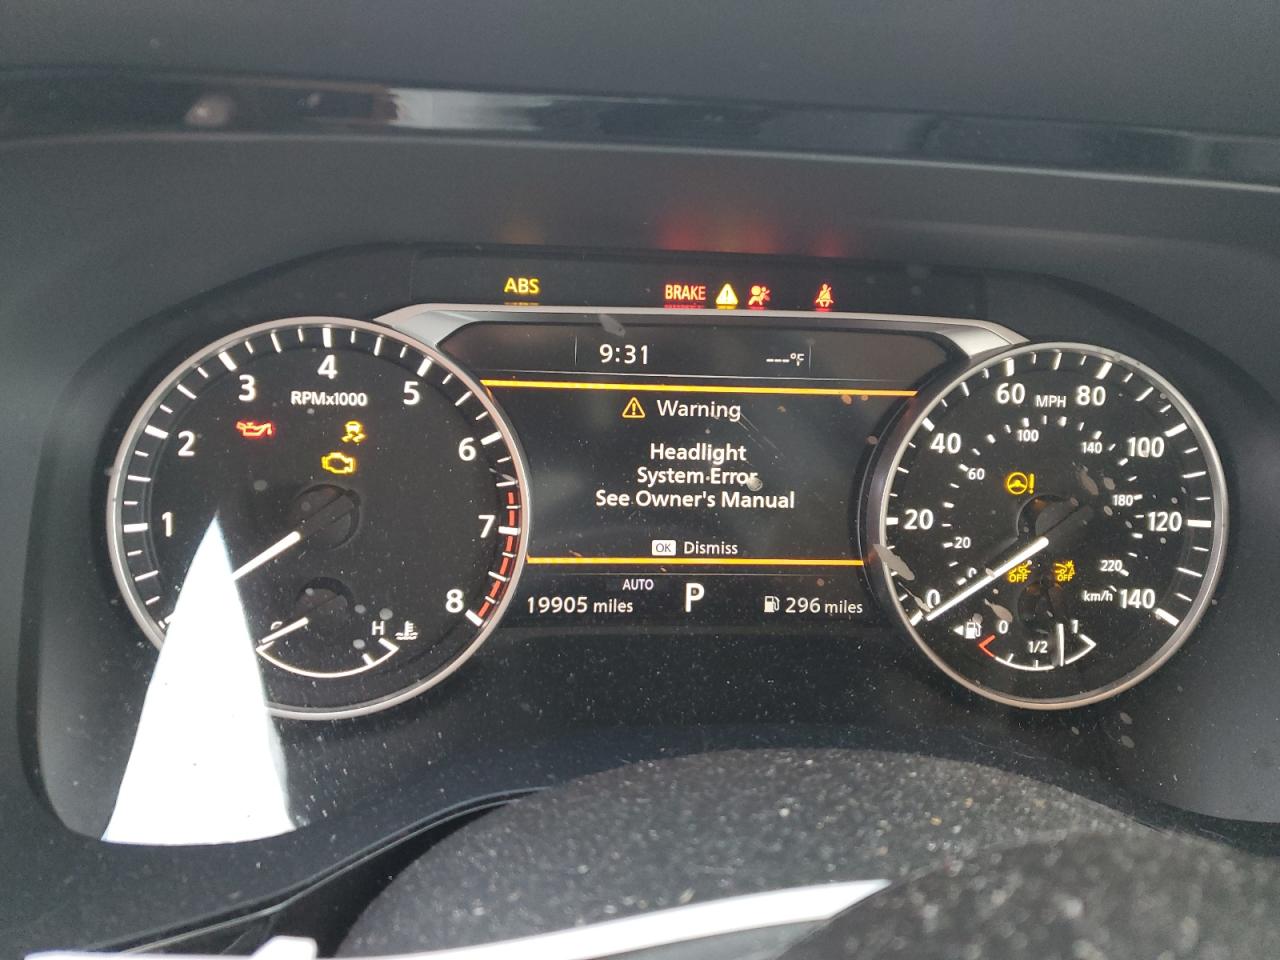 ABS
BRAKE
9:31
---°F
Warning
Headlight
System Error
See Owner's Manual
OK Dismiss
AUTO
19905 miles
P
296 miles
1
2
3
4
5
6
7
8
RPMx1000
H
0
20
40
60
80
100
120
140
MPH
0
20
60
100
140
180
220
km/h
OFF
OFF
0
1/2
1